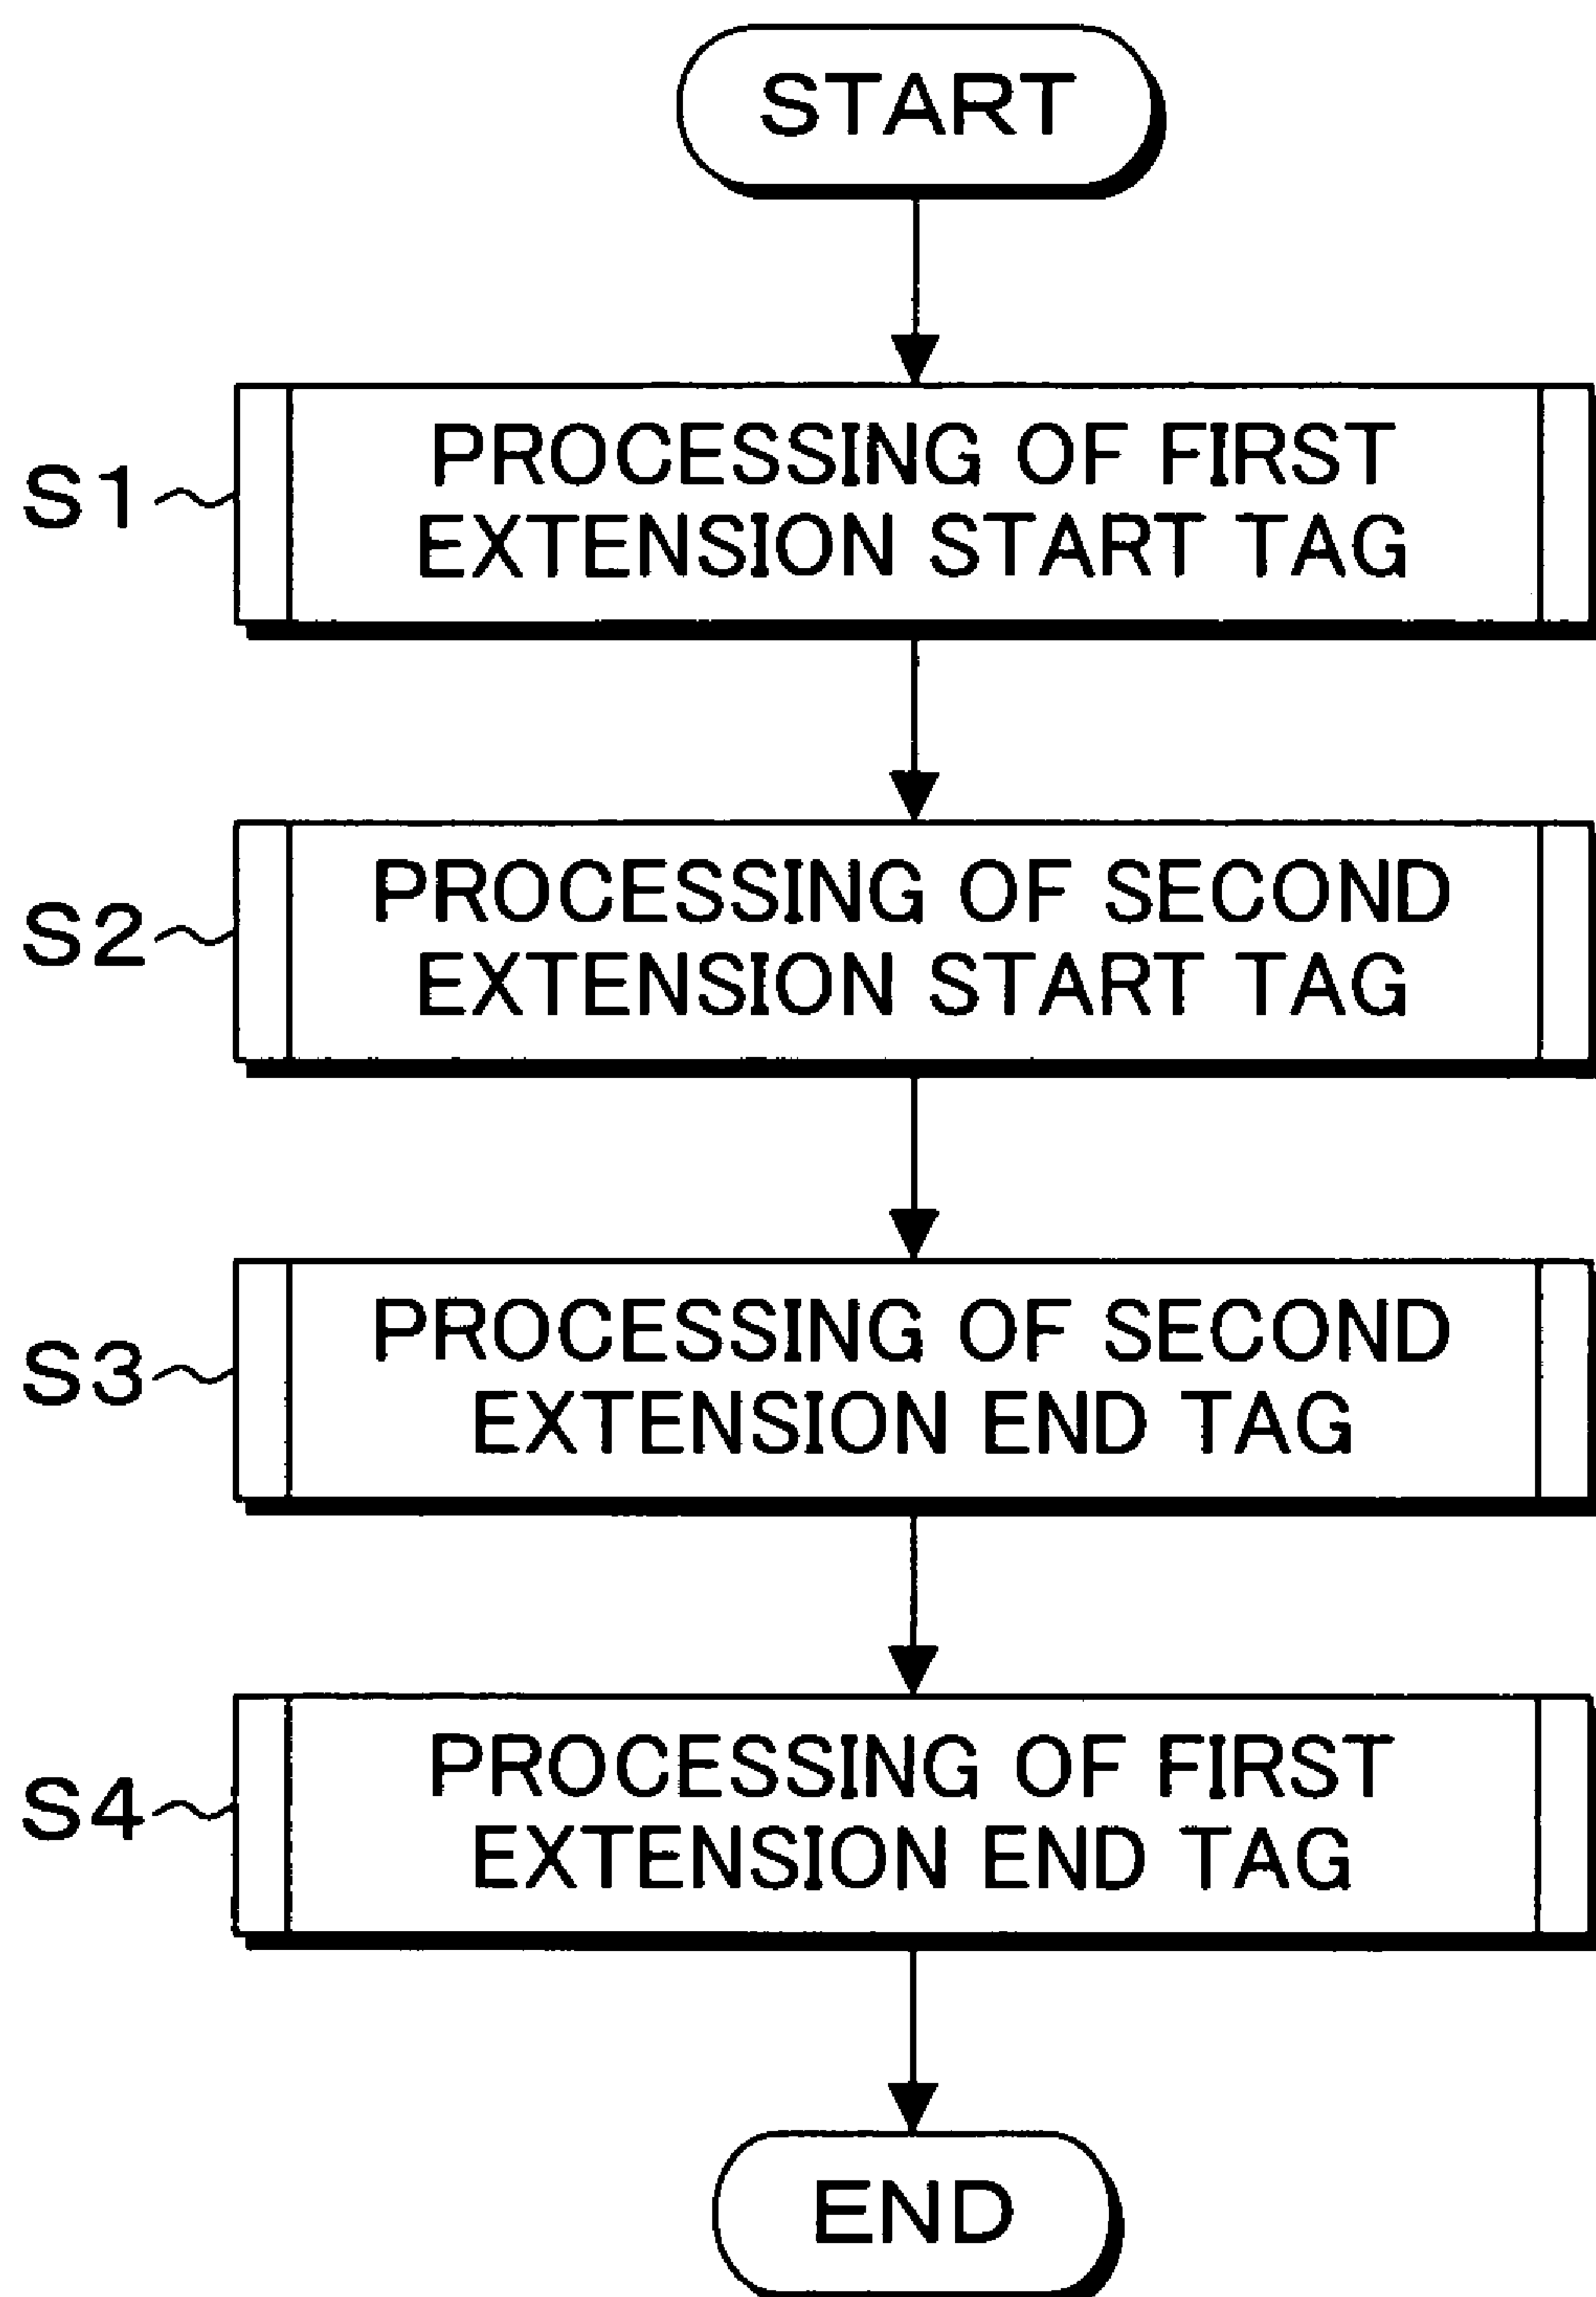 START
S1
PROCESSING OF FIRST
EXTENSION START TAG
S2
PROCESSING OF SECOND
EXTENSION START TAG
S3
PROCESSING OF SECOND
EXTENSION END TAG
S4
PROCESSING OF FIRST
EXTENSION END TAG
END